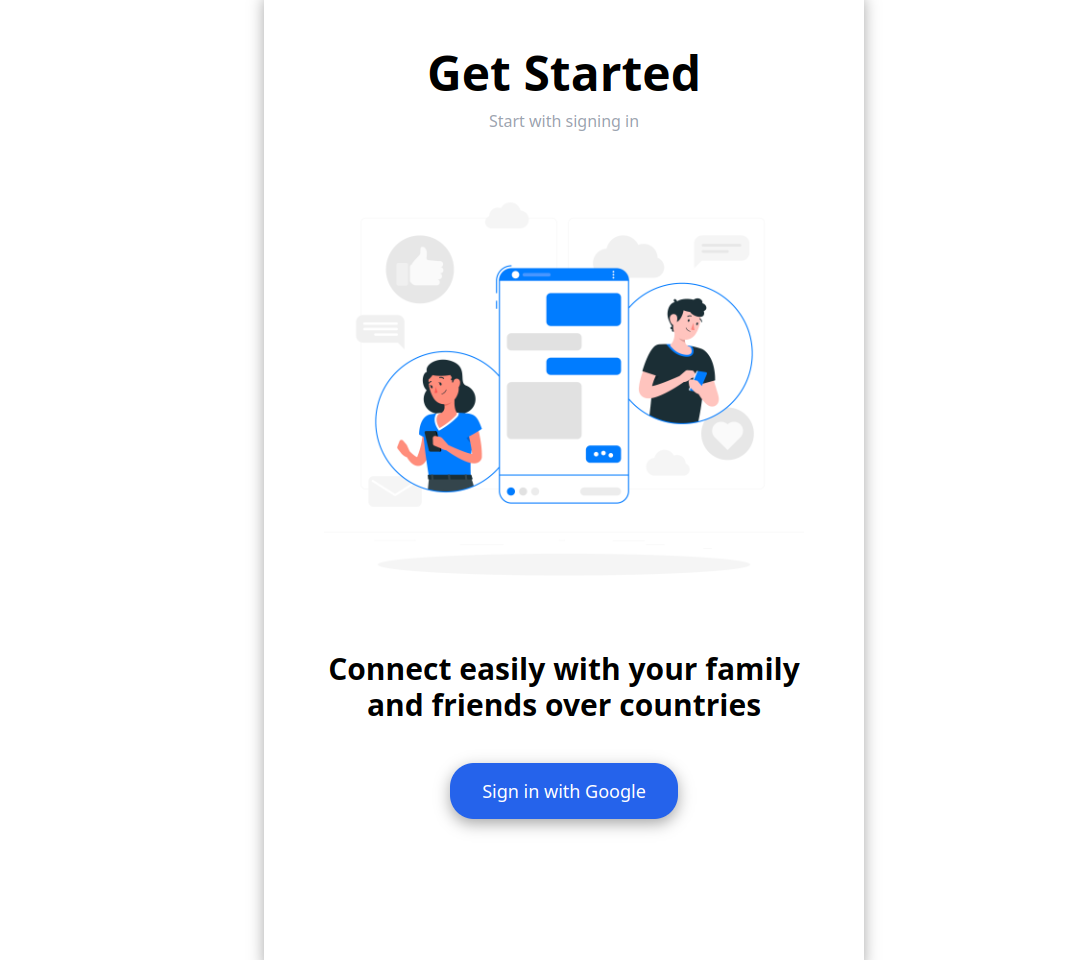 Get Started
Start with signing in
Connect easily with your family
and friends over countries
Sign in with Google